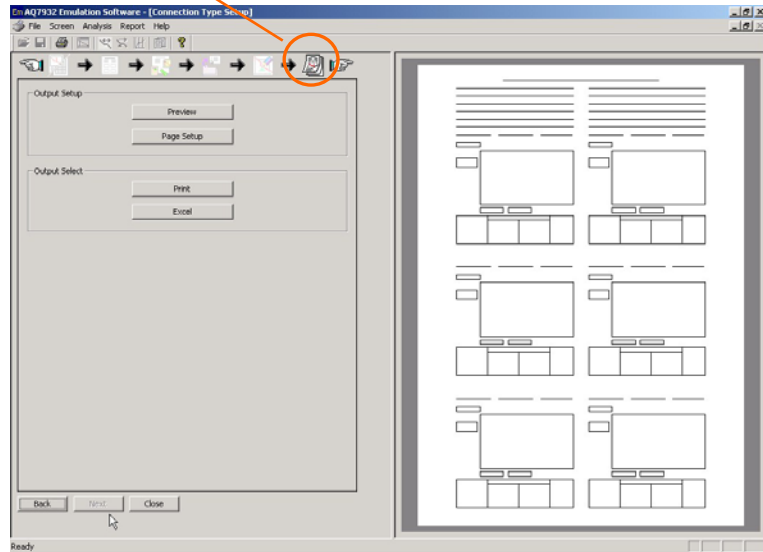 Em AQ7932 Emulation Software - [Connection Type Setup]
File Screen Analysis Report Help
Output Setup
Preview
Page Setup
Output Select
Print
Excel
Back Next Close
Ready